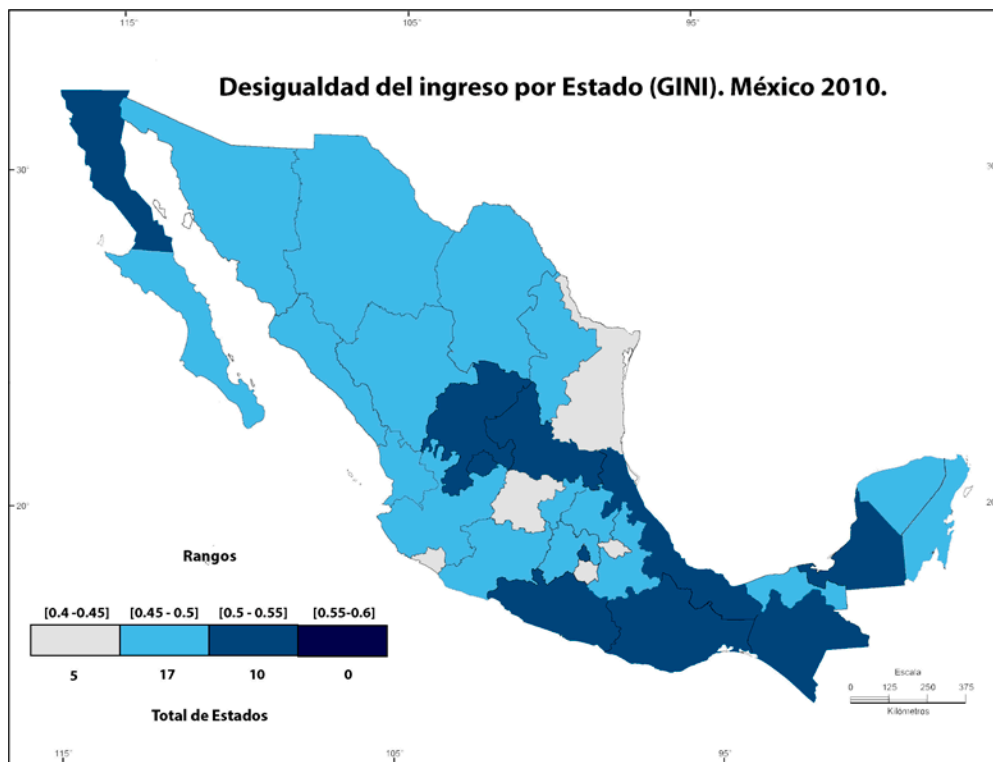 115°
105°
95°
Desigualdad del ingreso por Estado (GINI). México 2010.
30°
30
20°
20
Rangos
[0.4 -0.45] [0.45 - 0.5] [0.5 - 0.55] [0.55-0.6]
5 17 10 0
Total de Estados
Escala
0 125 250 375
Kilómetros
115°
105°
95°